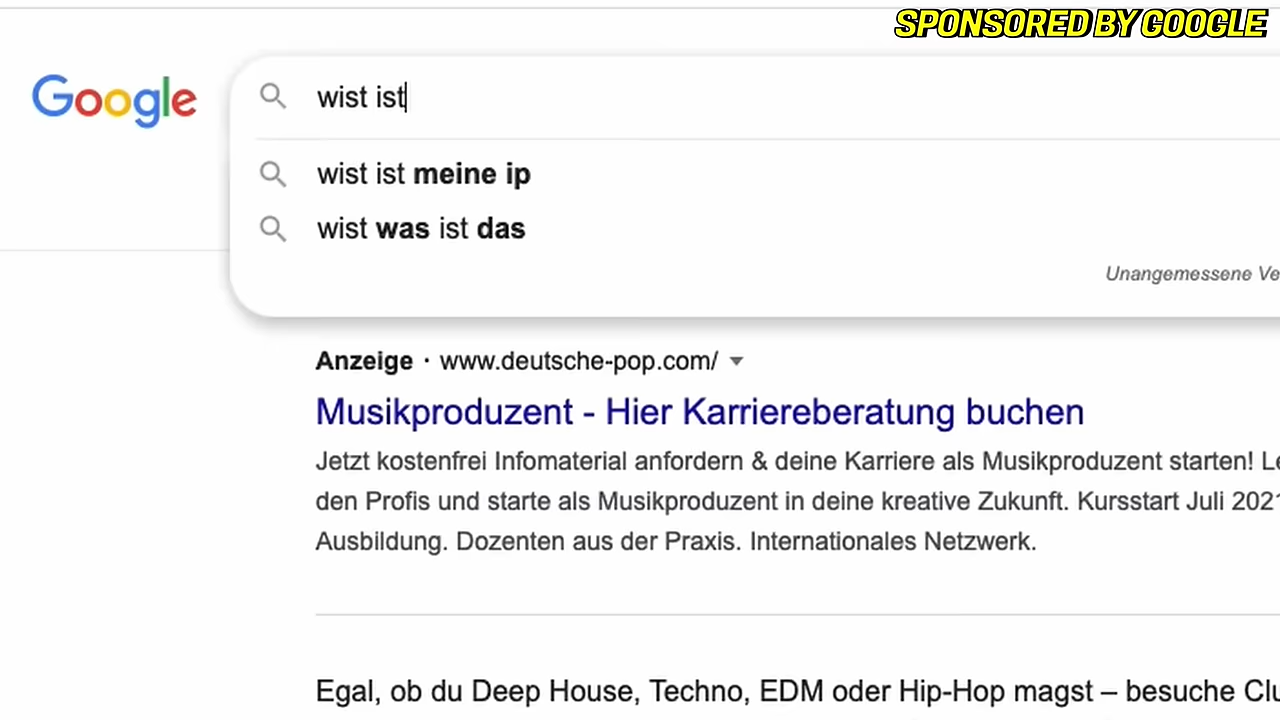 SPONSORED BY GOOGLE
Google
wist ist
wist ist meine ip
wist was ist das
Unangemessene
Anzeige · www.deutsche-pop.com/
Musikproduzent - Hier Karriereberatung buchen
Jetzt kostenfrei Infomaterial anfordern & deine Karriere als Musikproduzent starten!
den Profis und starte als Musikproduzent in deine kreative Zukunft. Kursstart Juli 2021
Ausbildung. Dozenten aus der Praxis. Internationales Netzwerk.
Egal, ob du Deep House, Techno, EDM oder Hip-Hop magst – besuche